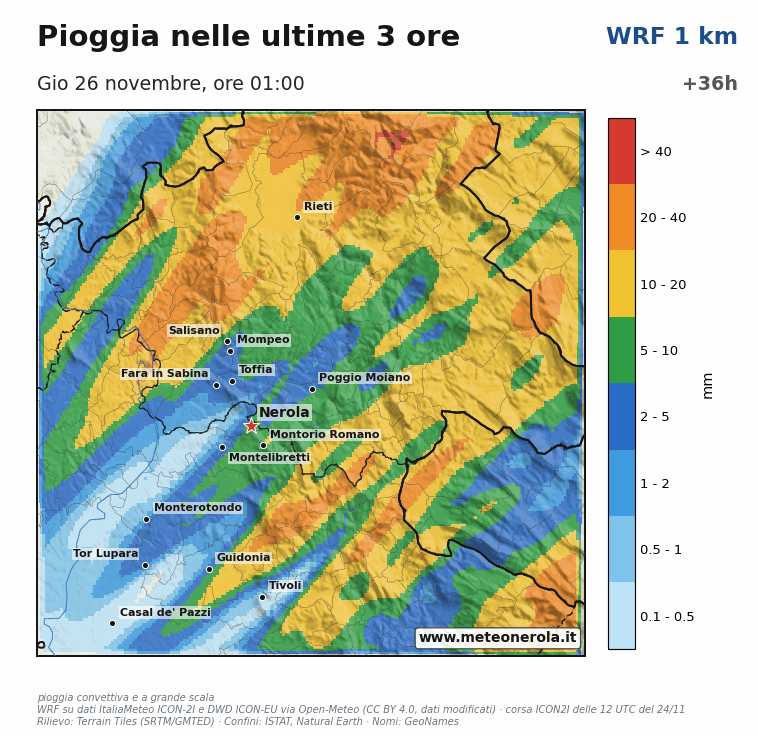 Pioggia nelle ultime 3 ore
WRF 1 km
Gio 26 novembre, ore 01:00
+36h
Rieti
Salisano
Mompeo
Fara in Sabina
Toffia
Poggio Moiano
Nerola
Montorio Romano
Montelibretti
Monterotondo
Tor Lupara
Guidonia
Tivoli
Casal de' Pazzi
www.meteonerola.it
> 40
20 - 40
10 - 20
5 - 10
2 - 5
1 - 2
0.5 - 1
0.1 - 0.5
mm
pioggia convettiva e a grande scala
WRF su dati ItaliaMeteo ICON-2I e DWD ICON-EU via Open-Meteo (CC BY 4.0, dati modificati) · corsa ICON2I delle 12 UTC del 24/11
Rilievo: Terrain Tiles (SRTM/GMTED) · Confini: ISTAT, Natural Earth · Nomi: GeoNames